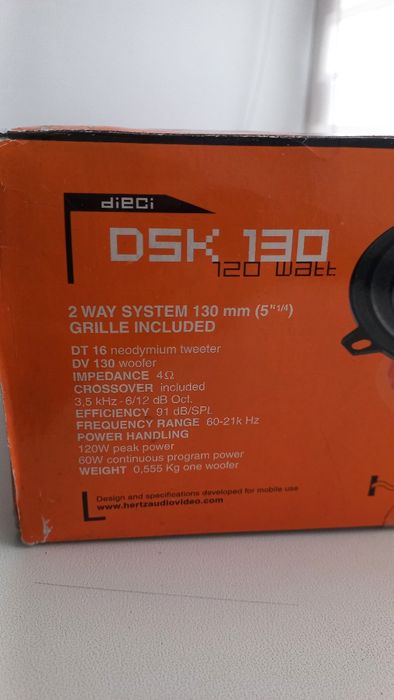 dieci
DSK 130
120 watt
2 WAY SYSTEM 130 mm (5"1/4)
GRILLE INCLUDED
DT 16 neodymium tweeter
DV 130 woofer
IMPEDANCE 4Ω
CROSSOVER included
3,5 kHz - 6/12 dB Oct.
EFFICIENCY 91 dB/SPL
FREQUENCY RANGE 60-21k Hz
POWER HANDLING
120W peak power
60W continuous program power
WEIGHT 0,555 Kg one woofer
Design and specifications developed for mobile use
www.hertzaudiovideo.com